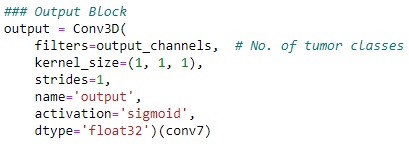 ### Output Block
output = Conv3D(
    filters=output_channels,  # No. of tumor classes
    kernel_size=(1, 1, 1),
    strides=1,
    name='output',
    activation='sigmoid',
    dtype='float32')(conv7)